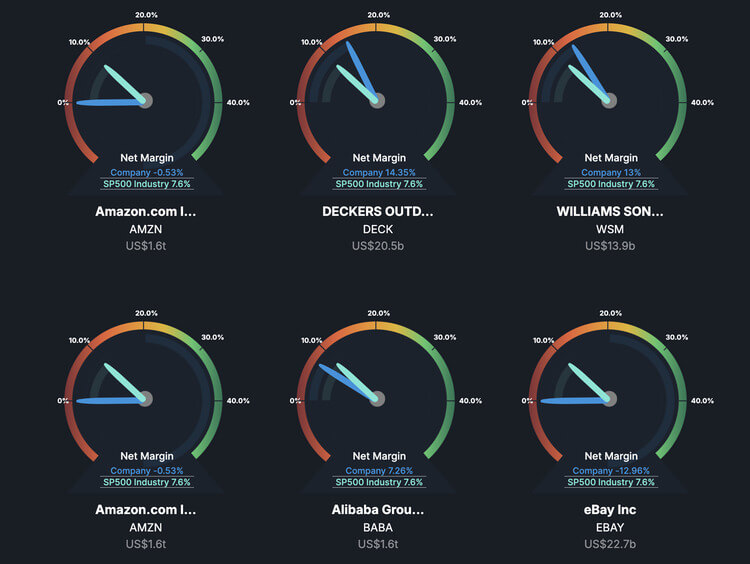 20.0%
10.0% 30.0%
0% 40.0%
Net Margin
Company -0.53%
SP500 Industry 7.6%
Amazon.com I...
AMZN
US$1.6t
20.0%
10.0% 30.0%
0% 40.0%
Net Margin
Company 14.35%
SP500 Industry 7.6%
DECKERS OUTD...
DECK
US$20.5b
20.0%
10.0% 30.0%
0% 40.0%
Net Margin
Company 13%
SP500 Industry 7.6%
WILLIAMS SON...
WSM
US$13.9b
20.0%
10.0% 30.0%
0% 40.0%
Net Margin
Company -0.53%
SP500 Industry 7.6%
Amazon.com I...
AMZN
US$1.6t
20.0%
10.0% 30.0%
0% 40.0%
Net Margin
Company 7.26%
SP500 Industry 7.6%
Alibaba Grou...
BABA
US$1.6t
20.0%
10.0% 30.0%
0% 40.0%
Net Margin
Company -12.96%
SP500 Industry 7.6%
eBay Inc
EBAY
US$22.7b